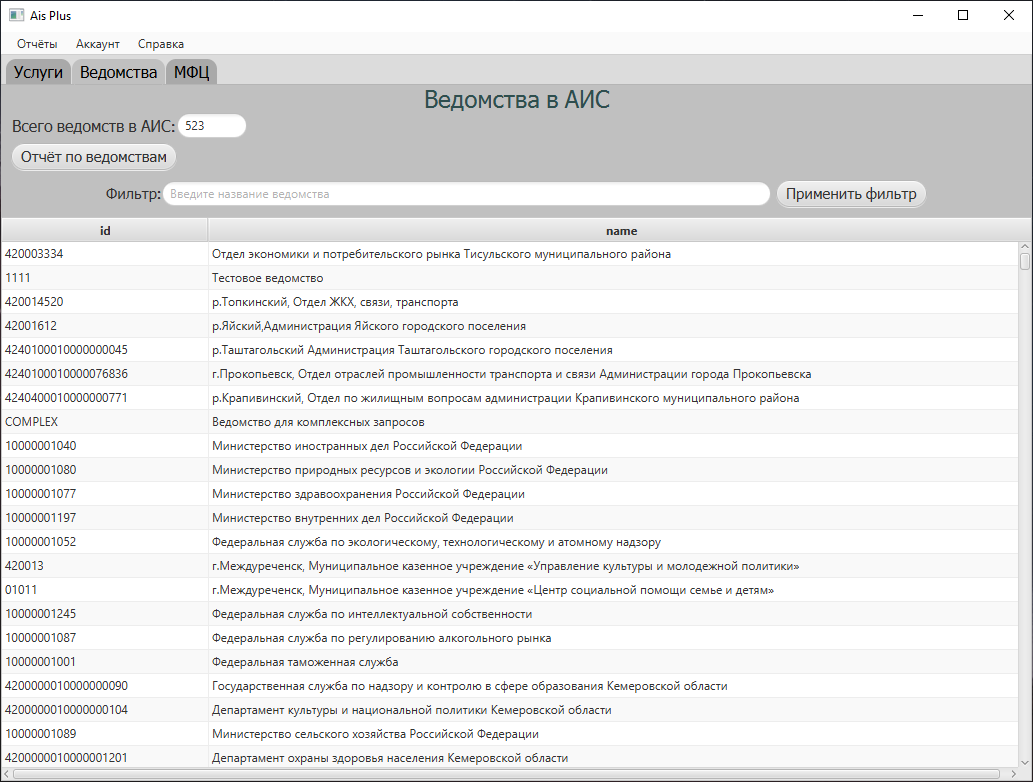 Ais Plus
Отчёты Аккаунт Справка
Услуги Ведомства МФЦ
Ведомства в АИС
Всего ведомств в АИС: 523
Отчёт по ведомствам
Фильтр: Введите название ведомства Применить фильтр
id name
420003334 Отдел экономики и потребительского рынка Тисульского муниципального района
1111 Тестовое ведомство
420014520 р.Топкинский, Отдел ЖКХ, связи, транспорта
42001612 р.Яйский,Администрация Яйского городского поселения
4240100010000000045 р.Таштагольский Администрация Таштагольского городского поселения
4240100010000076836 г.Прокопьевск, Отдел отраслей промышленности транспорта и связи Администрации города Прокопьевска
4240400010000000771 р.Крапивинский, Отдел по жилищным вопросам администрации Крапивинского муниципального района
COMPLEX Ведомство для комплексных запросов
10000001040 Министерство иностранных дел Российской Федерации
10000001080 Министерство природных ресурсов и экологии Российской Федерации
10000001077 Министерство здравоохранения Российской Федерации
10000001197 Министерство внутренних дел Российской Федерации
10000001052 Федеральная служба по экологическому, технологическому и атомному надзору
420013 г.Междуреченск, Муниципальное казенное учреждение «Управление культуры и молодежной политики»
01011 г.Междуреченск, Муниципальное казенное учреждение «Центр социальной помощи семье и детям»
10000001245 Федеральная служба по интеллектуальной собственности
10000001087 Федеральная служба по регулированию алкогольного рынка
10000001001 Федеральная таможенная служба
4200000010000000090 Государственная служба по надзору и контролю в сфере образования Кемеровской области
4200000010000000104 Департамент культуры и национальной политики Кемеровской области
10000001089 Министерство сельского хозяйства Российской Федерации
4200000010000001201 Департамент охраны здоровья населения Кемеровской области